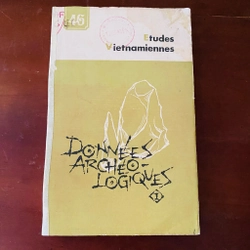 46
Etudes
Vietnamiennes
DONNÉES
ARCHÉO-
LOGIQUES
1